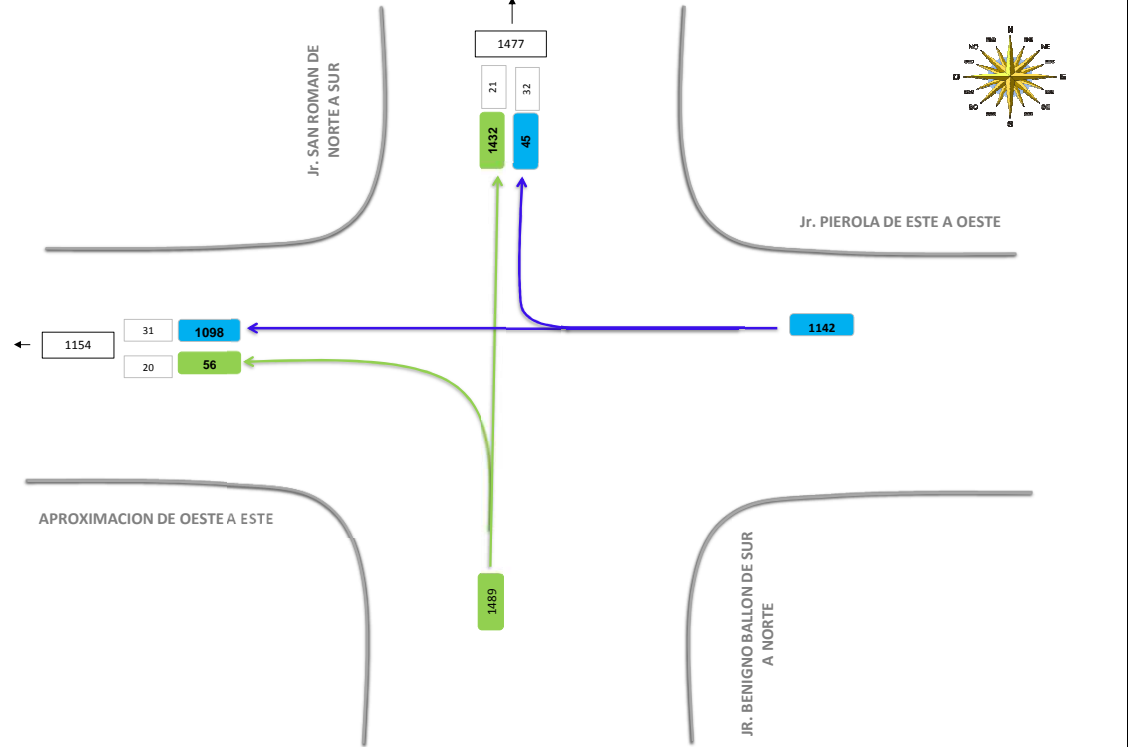 1477
21
32
1432
45
Jr. SAN ROMAN DE
NORTE A SUR
N
NE
E
SE
S
SO
NO
Jr. PIEROLA DE ESTE A OESTE
31
1098
1142
1154
20
56
APROXIMACION DE OESTE A ESTE
1489
JR. BENIGNO BALLON DE SUR
A NORTE